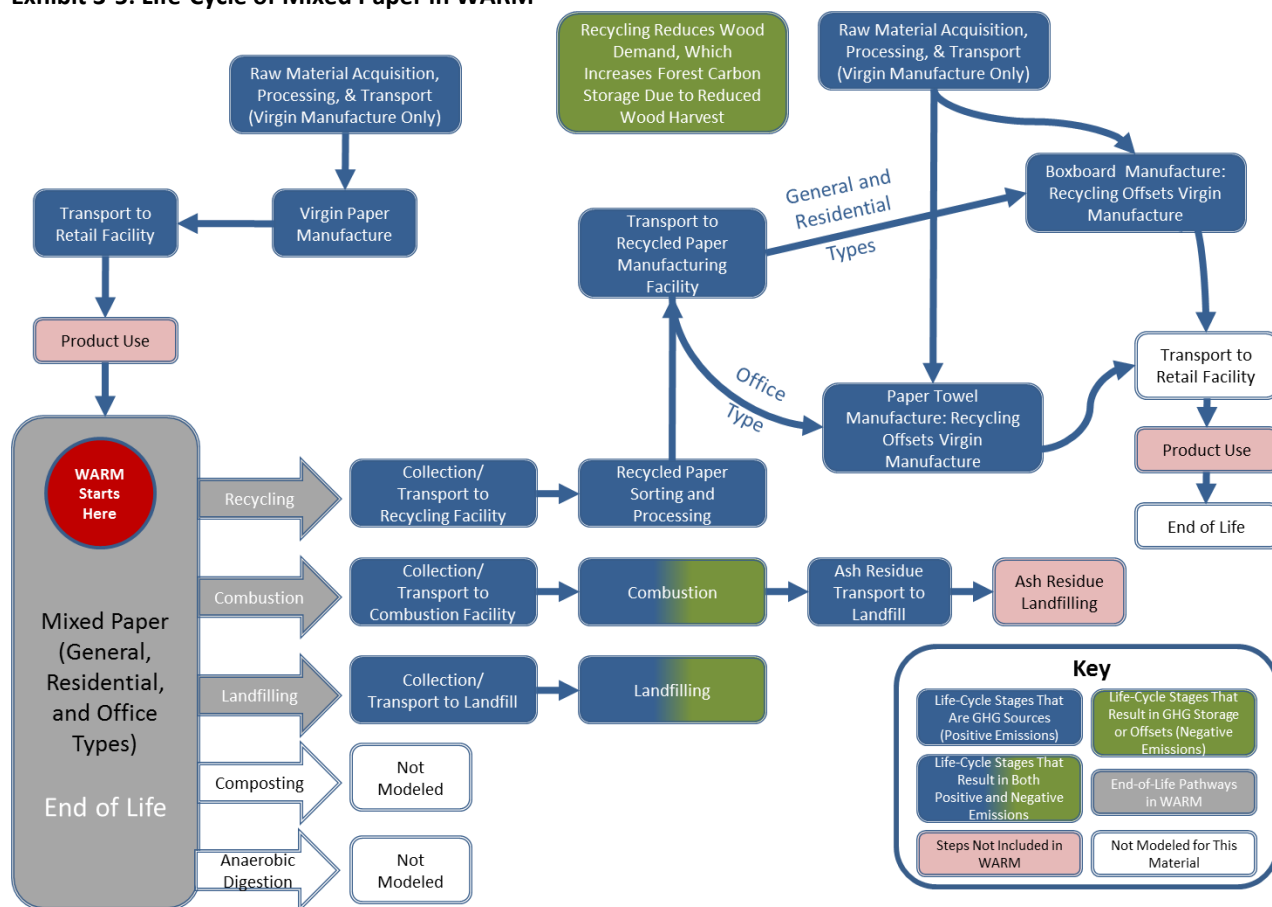 Exhibit 3-3: Life Cycle of Mixed Paper in WARM
Raw Material Acquisition,
Processing, & Transport
(Virgin Manufacture Only)
Recycling Reduces Wood
Demand, Which
Increases Forest Carbon
Storage Due to Reduced
Wood Harvest
Raw Material Acquisition,
Processing, & Transport
(Virgin Manufacture Only)
Transport to
Retail Facility
Virgin Paper
Manufacture
Transport to
Recycled Paper
Manufacturing
Facility
General and
Residential
Types
Boxboard Manufacture:
Recycling Offsets Virgin
Manufacture
Product Use
Office
Type
Paper Towel
Manufacture: Recycling
Offsets Virgin
Manufacture
Transport to
Retail Facility
Product Use
End of Life
WARM
Starts
Here
Mixed Paper
(General,
Residential,
and Office
Types)
End of Life
Recycling
Collection/
Transport to
Recycling Facility
Recycled Paper
Sorting and
Processing
Combustion
Collection/
Transport to
Combustion Facility
Combustion
Ash Residue
Transport to
Landfill
Ash Residue
Landfilling
Landfilling
Collection/
Transport to Landfill
Landfilling
Composting
Not
Modeled
Anaerobic
Digestion
Not
Modeled
Key
Life-Cycle Stages That
Are GHG Sources
(Positive Emissions)
Life-Cycle Stages That
Result in GHG Storage
or Offsets (Negative
Emissions)
Life-Cycle Stages That
Result in Both
Positive and Negative
Emissions
End-of-Life Pathways
in WARM
Steps Not Included in
WARM
Not Modeled for This
Material